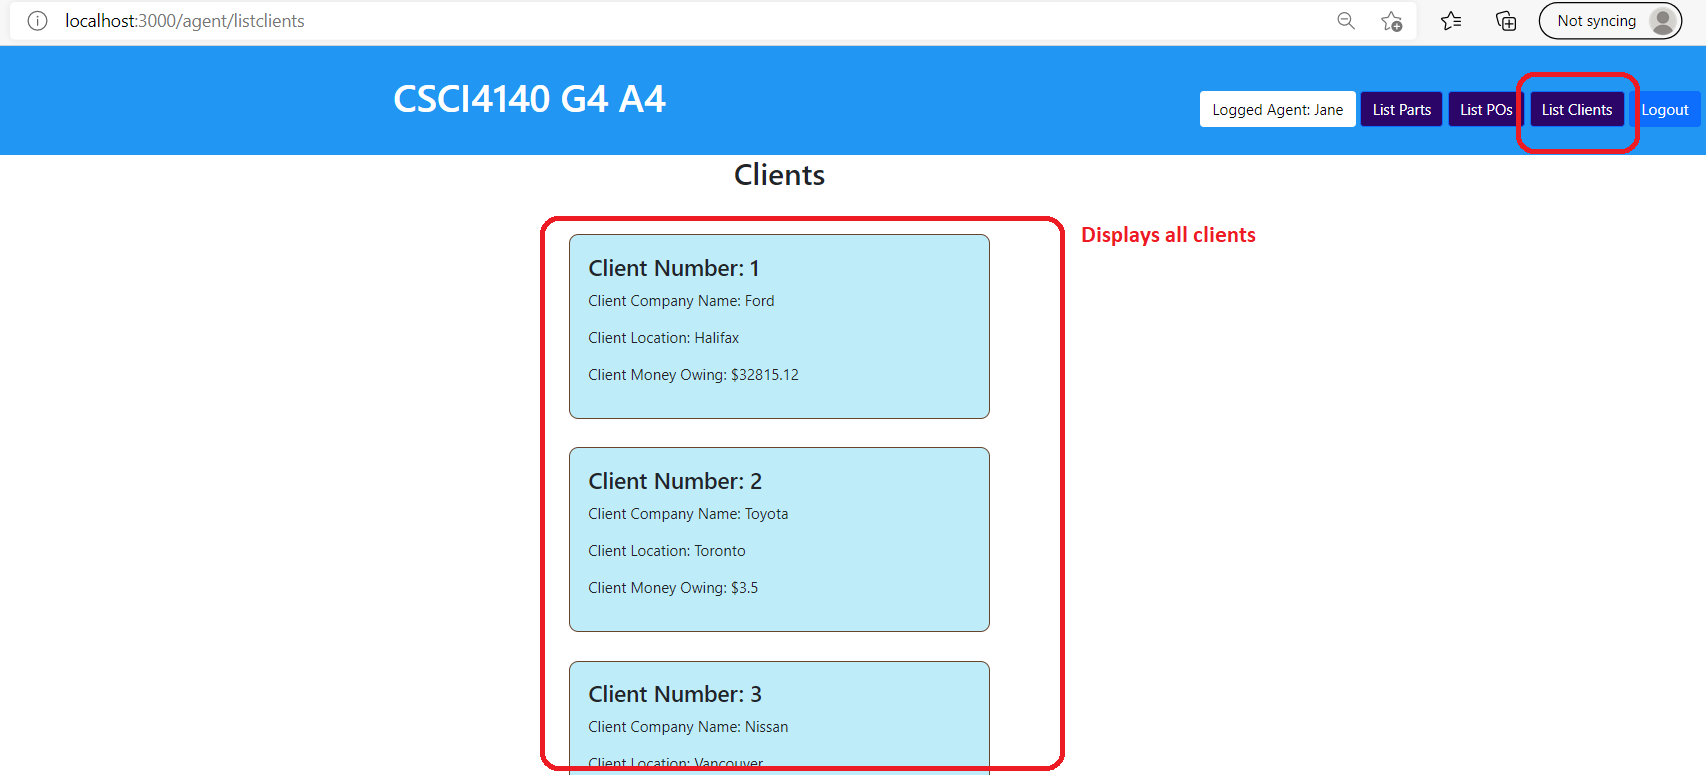 localhost:3000/agent/listclients
Not syncing
CSCI4140 G4 A4
Logged Agent: Jane
List Parts
List POs
List Clients
Logout
Clients
Displays all clients
Client Number: 1
Client Company Name: Ford
Client Location: Halifax
Client Money Owing: $32815.12
Client Number: 2
Client Company Name: Toyota
Client Location: Toronto
Client Money Owing: $3.5
Client Number: 3
Client Company Name: Nissan
Client Location: Vancouver